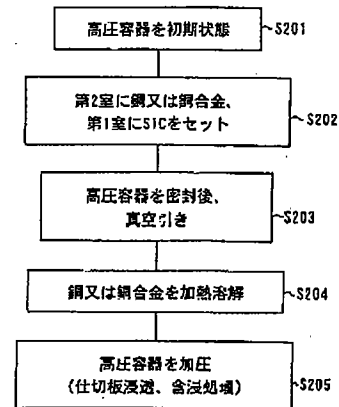 高圧容器を初期状態
S201
第2室に銅又は銅合金、
第1室にSiCをセット
S202
高圧容器を密封後、
真空引き
S203
銅又は銅合金を加熱溶解
S204
高圧容器を加圧
(仕切板浸透、含浸処理)
S205